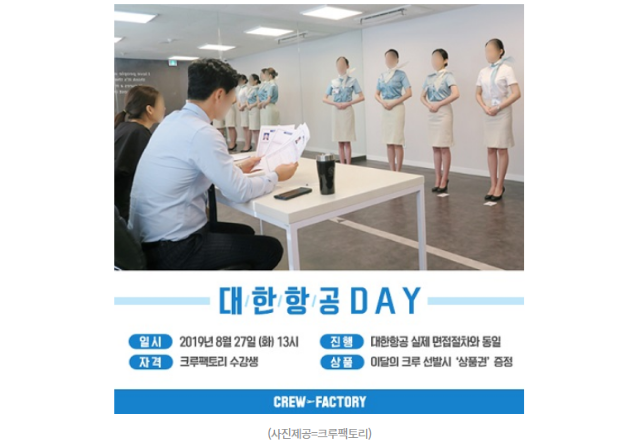 대한항공 DAY
일시 2019년 8월 27일 (화) 13시
진행 대한항공 실제 면접절차와 동일
자격 크루팩토리 수강생
상품 이달의 크루 선발시 '상품권' 증정
CREW-FACTORY
(사진제공=크루팩토리)